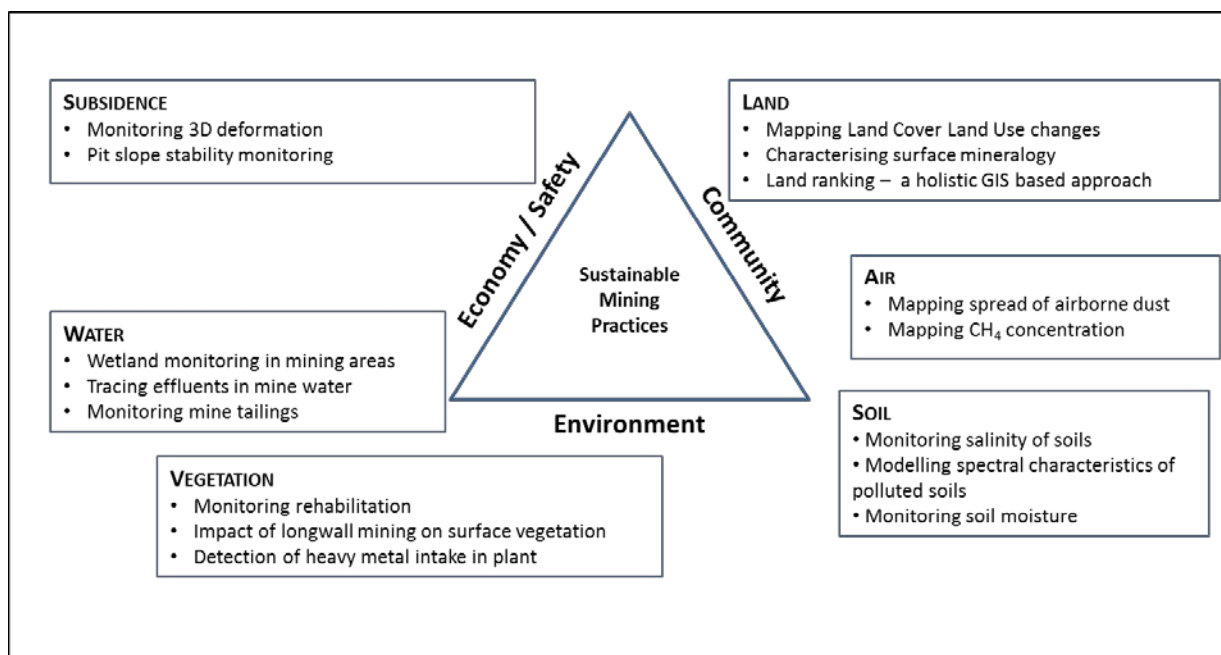 SUBSIDENCE
• Monitoring 3D deformation
• Pit slope stability monitoring
LAND
• Mapping Land Cover Land Use changes
• Characterising surface mineralogy
• Land ranking – a holistic GIS based approach
Economy / Safety
Community
Sustainable
Mining
Practices
AIR
• Mapping spread of airborne dust
• Mapping CH₄ concentration
WATER
• Wetland monitoring in mining areas
• Tracing effluents in mine water
• Monitoring mine tailings
Environment
SOIL
• Monitoring salinity of soils
• Modelling spectral characteristics of
polluted soils
• Monitoring soil moisture
VEGETATION
• Monitoring rehabilitation
• Impact of longwall mining on surface vegetation
• Detection of heavy metal intake in plant